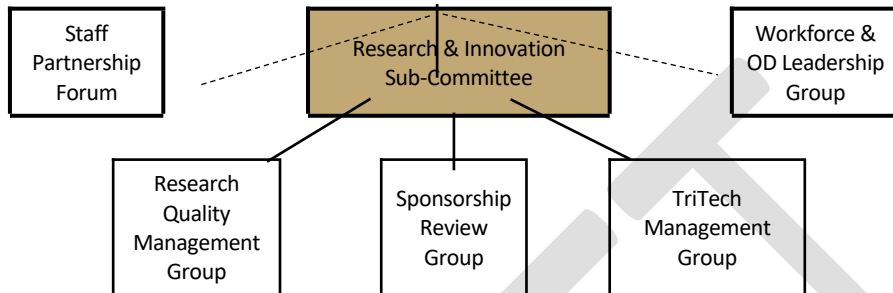 Staff
Partnership
Forum
Research & Innovation
Sub-Committee
Workforce &
OD Leadership
Group
Research
Quality
Management
Group
Sponsorship
Review
Group
TriTech
Management
Group